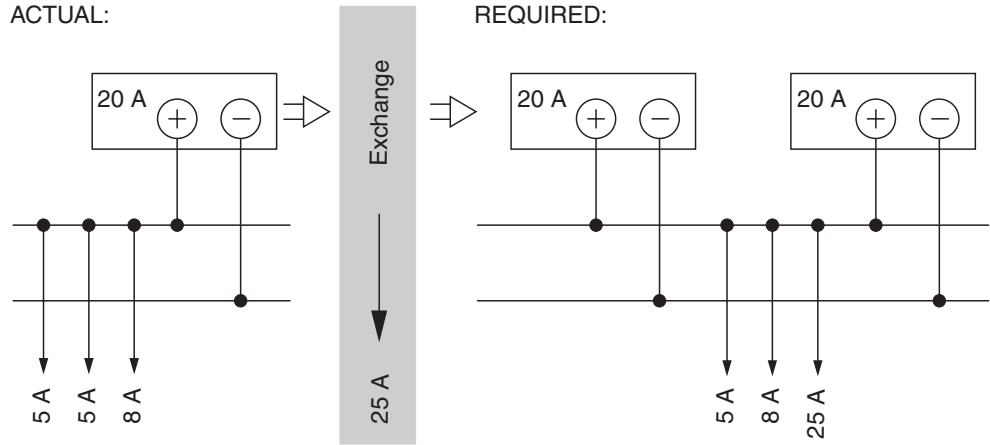 ACTUAL:
REQUIRED:
20 A
+
−
Exchange
25 A
20 A
+
−
20 A
+
−
5 A
5 A
8 A
5 A
8 A
25 A